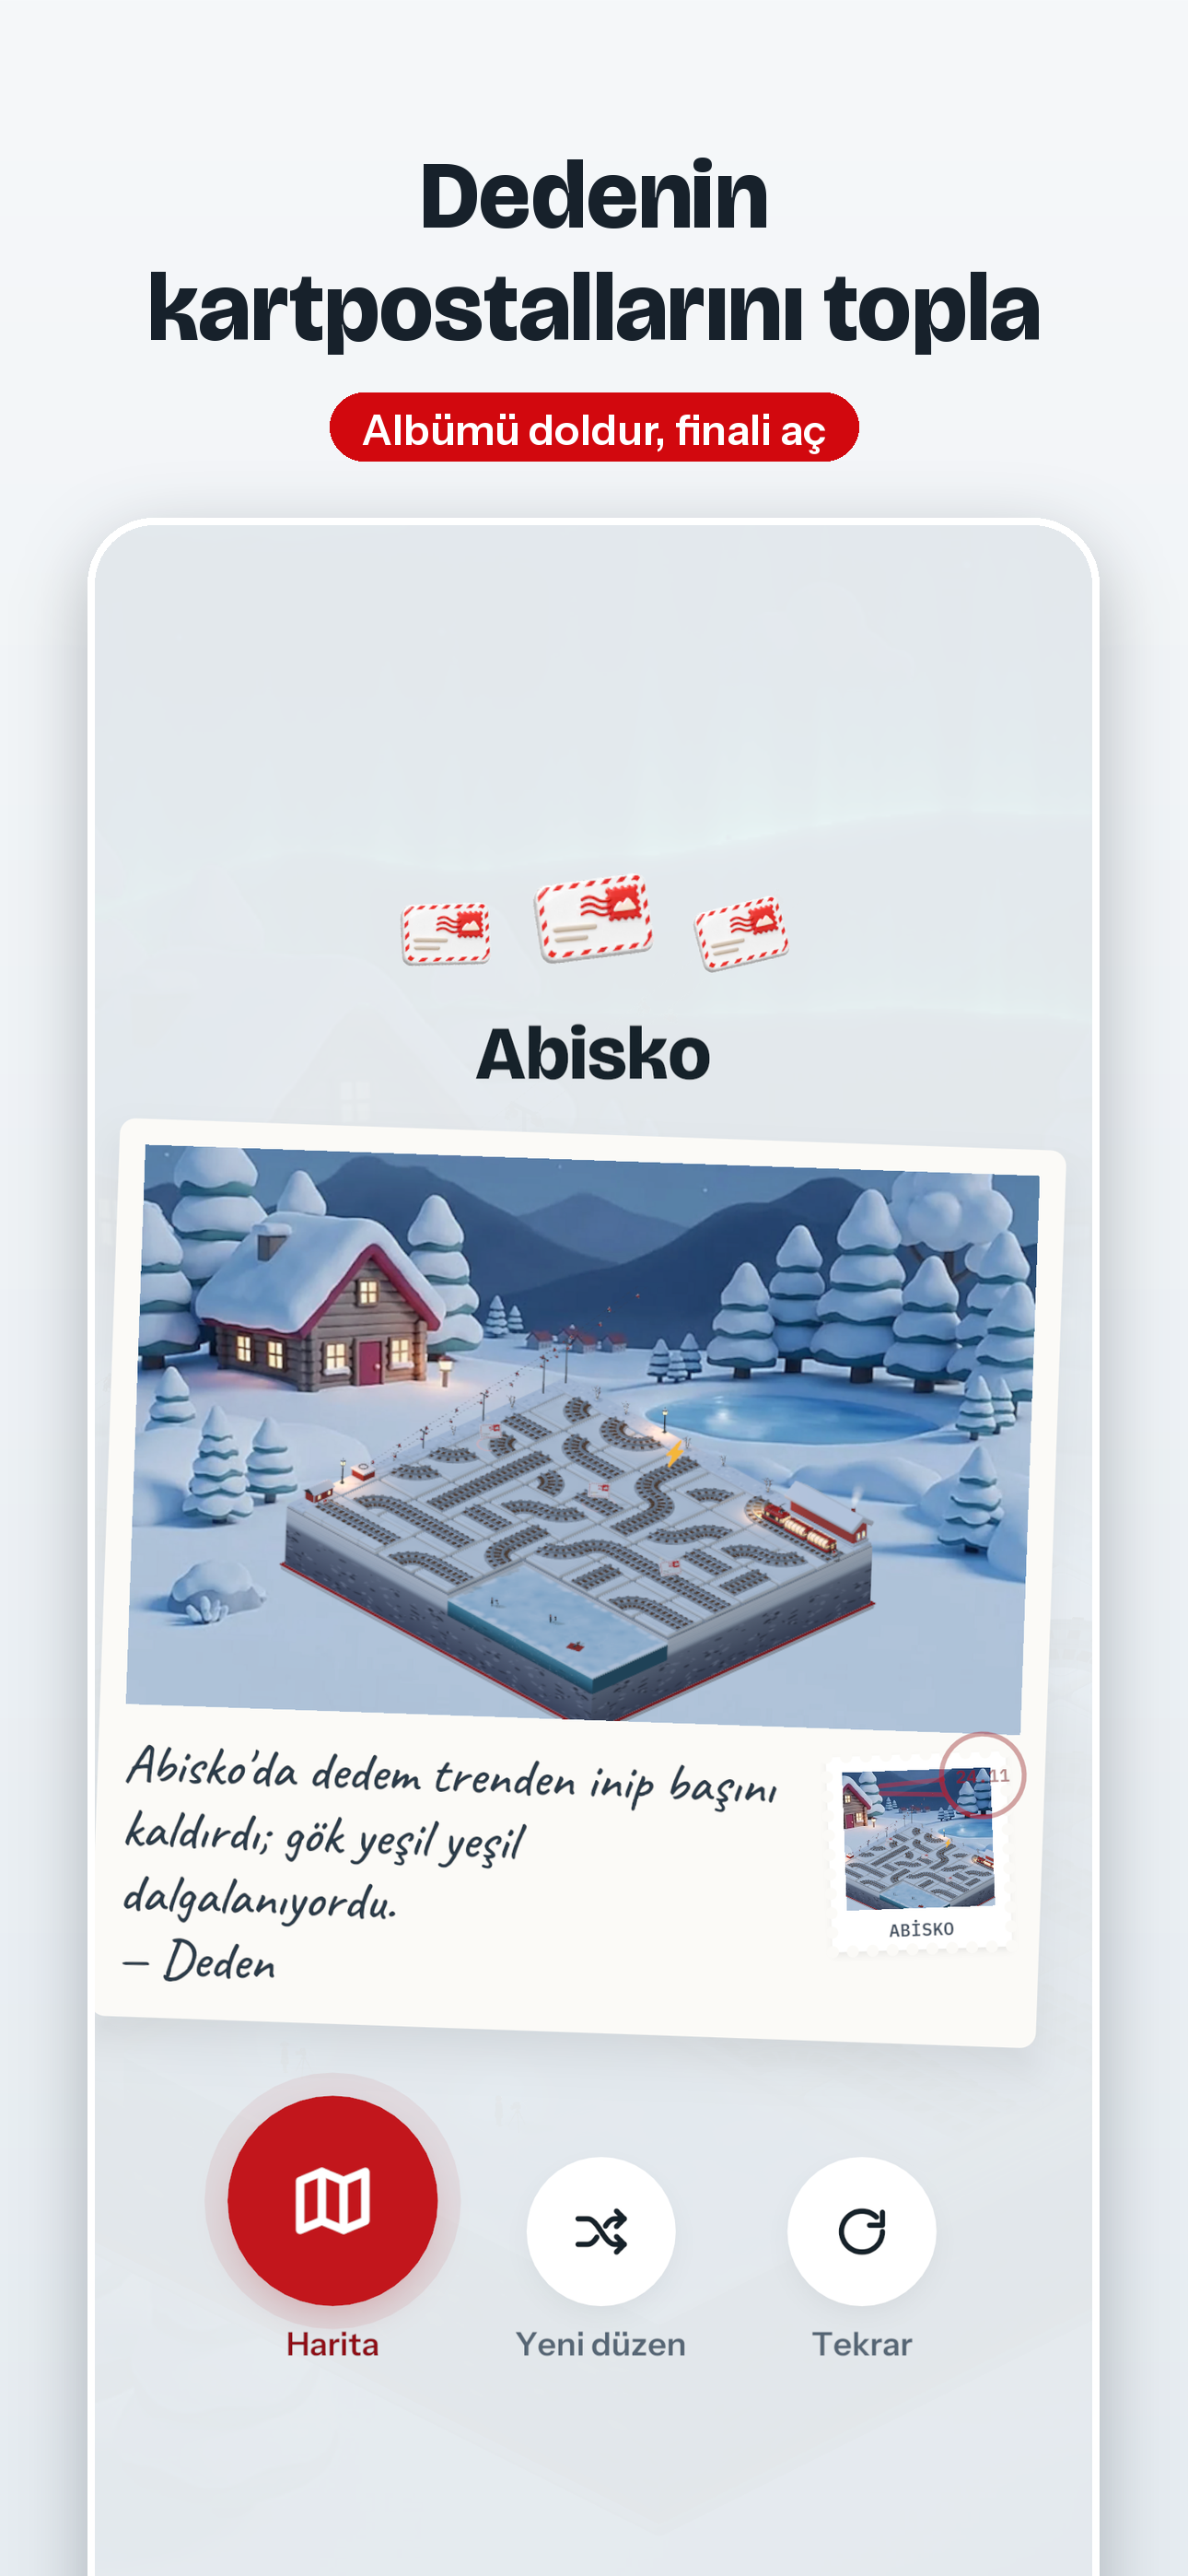 Dedenin
kartpostallarını topla
Albümü doldur, finali aç
Abisko
Abisko'da dedem trenden inip başını
kaldırdı; gök yeşil yeşil
dalgalanıyordu.
— Deden
ABİSKO
Harita
Yeni düzen
Tekrar